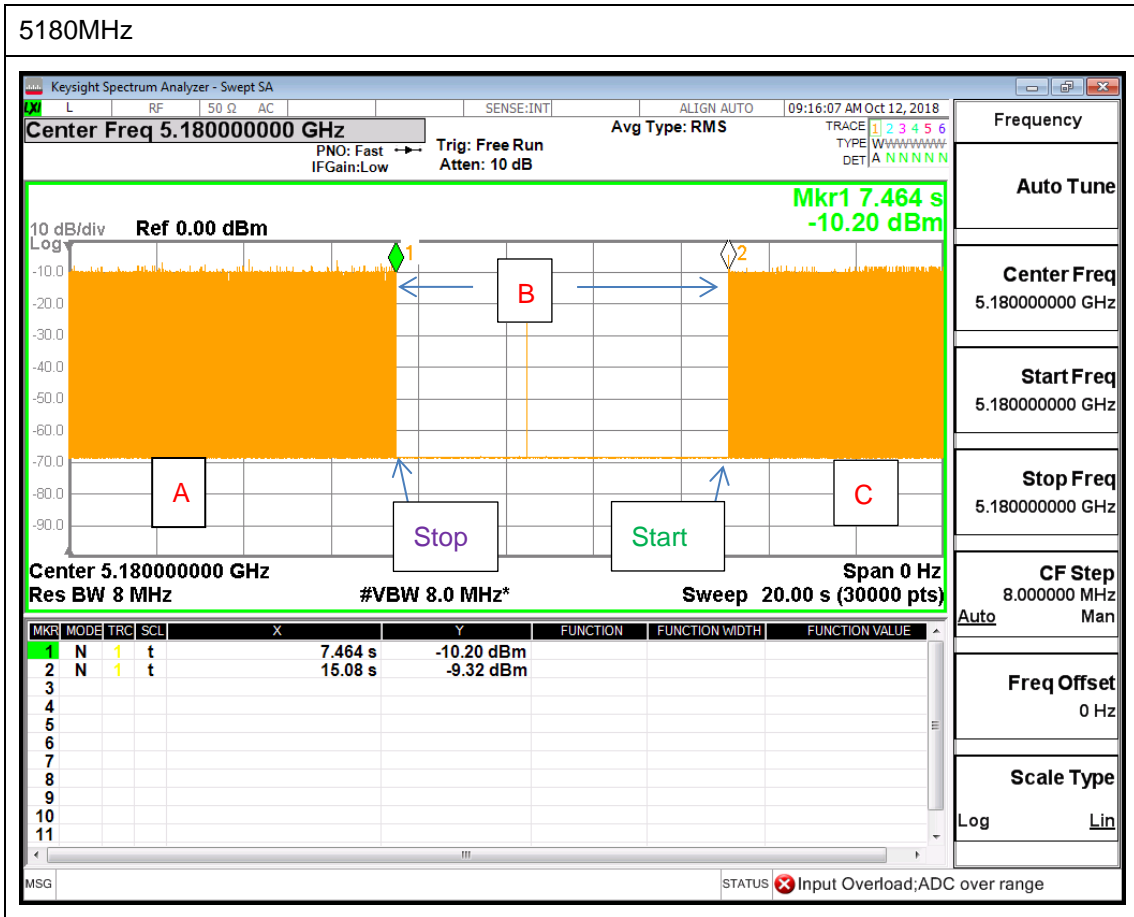 5180MHz
Keysight Spectrum Analyzer - Swept SA
LXI L RF 50 Ω AC SENSE:INT ALIGN AUTO 09:16:07 AM Oct 12, 2018
Center Freq 5.180000000 GHz
PNO: Fast
IFGain:Low
Trig: Free Run
Atten: 10 dB
Avg Type: RMS
TRACE 1 2 3 4 5 6
TYPE WWWWWWW
DET A N N N N N
Mkr1 7.464 s
-10.20 dBm
10 dB/div Ref 0.00 dBm
Log
1
2
-10.0
-20.0
-30.0
-40.0
-50.0
-60.0
-70.0
-80.0
-90.0
B
A
C
Stop
Start
Center 5.180000000 GHz Span 0 Hz
Res BW 8 MHz #VBW 8.0 MHz* Sweep 20.00 s (30000 pts)
MKR MODE TRC SCL X Y FUNCTION FUNCTION WIDTH FUNCTION VALUE
1 N 1 t 7.464 s -10.20 dBm
2 N 1 t 15.08 s -9.32 dBm
3
4
5
6
7
8
9
10
11
MSG
STATUS Input Overload;ADC over range
Frequency
Auto Tune
Center Freq
5.180000000 GHz
Start Freq
5.180000000 GHz
Stop Freq
5.180000000 GHz
CF Step
8.000000 MHz
Auto Man
Freq Offset
0 Hz
Scale Type
Log Lin